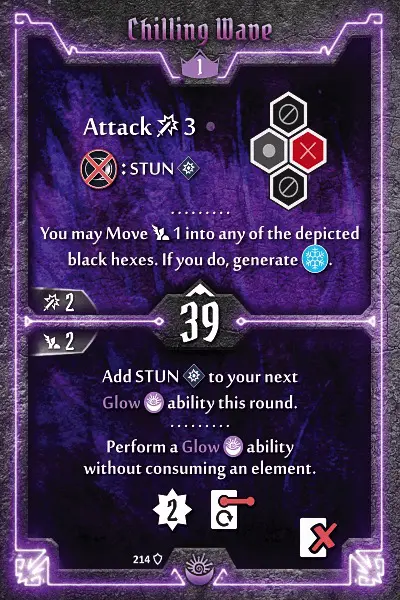 Chilling Wave
1
Attack 3
: STUN
You may Move 1 into any of the depicted
black hexes. If you do, generate .
2
39
2
Add STUN to your next
Glow ability this round.
Perform a Glow ability
without consuming an element.
2
214